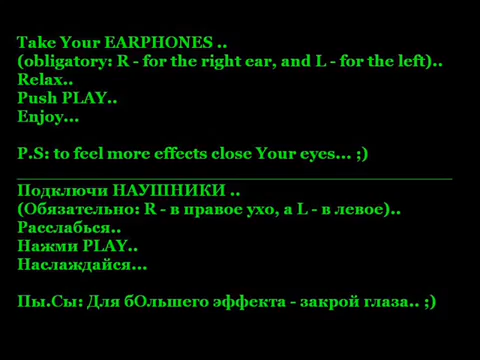 Take Your EARPHONES ..
(obligatory: R - for the right ear, and L - for the left)..
Relax..
Push PLAY..
Enjoy...
P.S: to feel more effects close Your eyes... ;)
Подключи НАУШНИКИ ..
(Обязательно: R - в правое ухо, а L - в левое)..
Расслабься..
Нажми PLAY..
Наслаждайся...
Пы.Сы: Для бОльшего эффекта - закрой глаза.. ;)